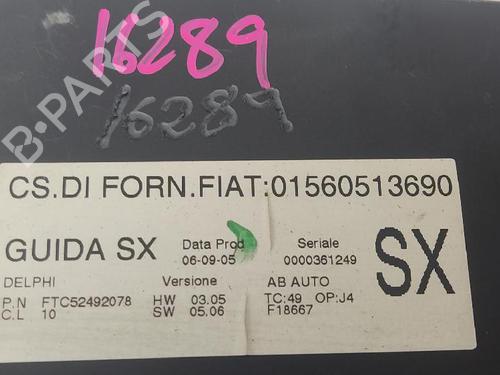 16289
16289
B-PARTS
CS.DI FORN.FIAT:01560513690
GUIDA SX
Data Prod
06-09-05
Seriale
0000361249
SX
DELPHI
Versione
AB AUTO
P.N FTC52492078
HW 03.05
TC:49 OP:J4
C.L 10
SW 05.06
F18667